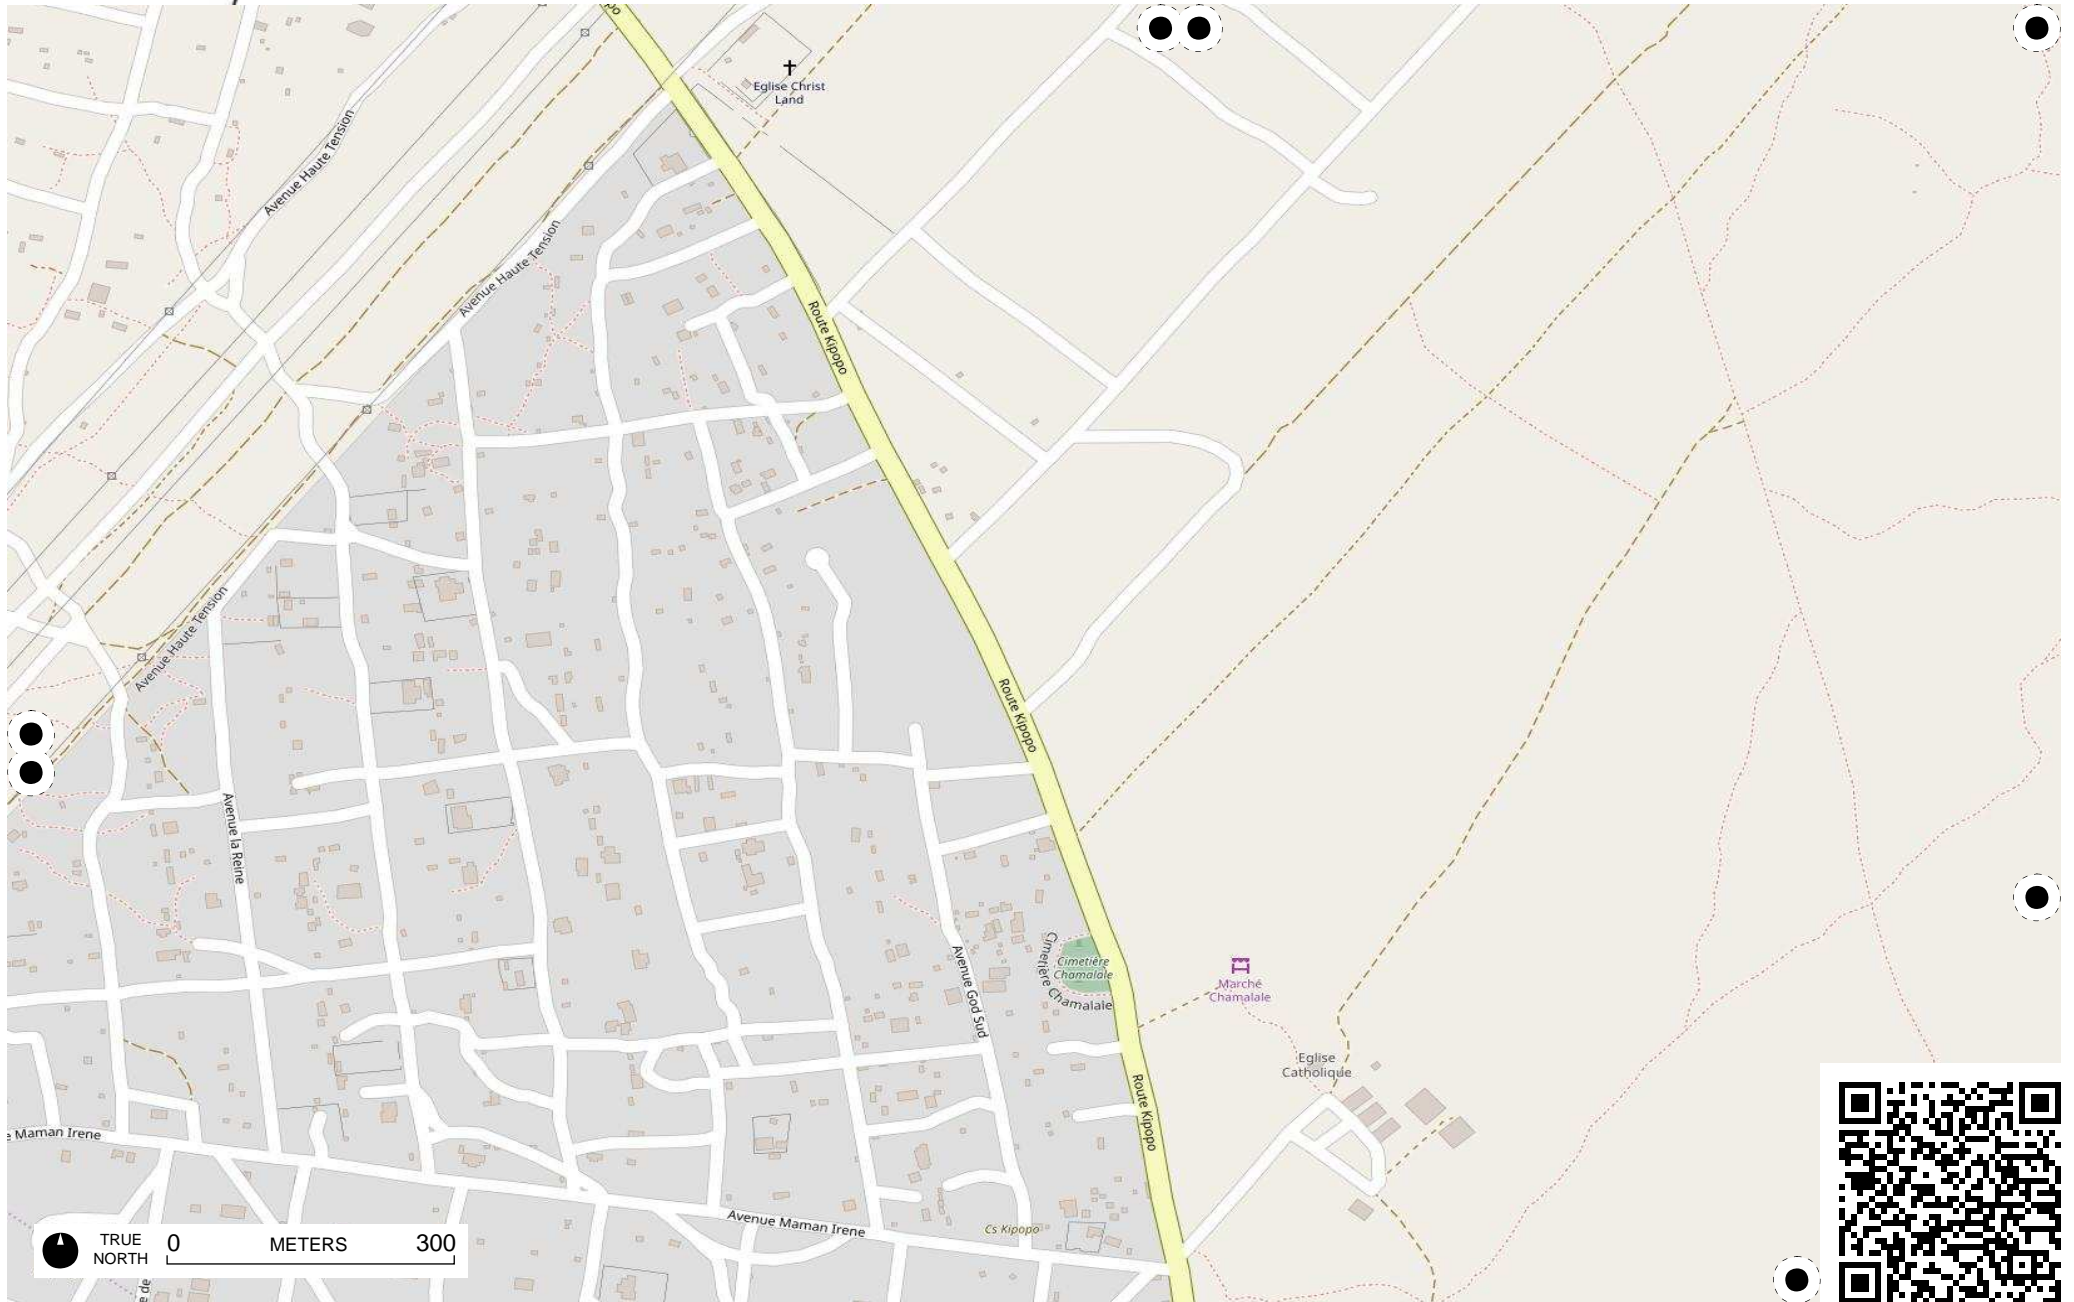 Eglise Christ
Land
Avenue Haute Tension
Avenue Haute Tension
Route Kipopo
Avenue Haute Tension
Route Kipopo
Avenue la Reine
Cimetière
Chamalale
Cimetière Chamalale
Avenue God Sud
Marché
Chamalale
Eglise
Catholique
Route Kipopo
e Maman Irene
Avenue Maman Irene
Cs Kipopo
TRUE
NORTH
0 METERS 300